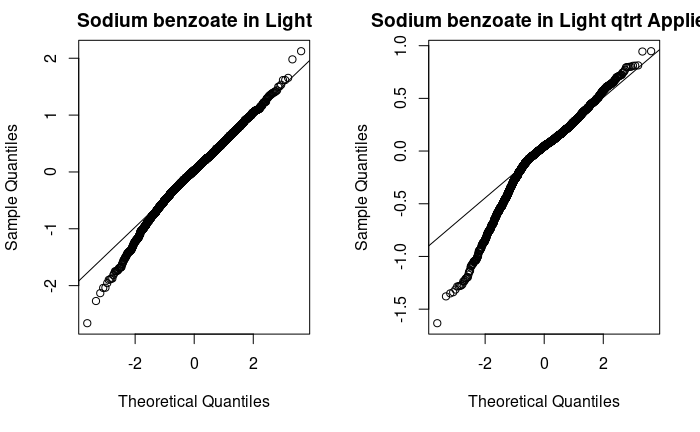 Sodium benzoate in Light
2
1
0
-1
-2
Sample Quantiles
-2 0 2
Theoretical Quantiles
Sodium benzoate in Light qtrt Applie
1.0
0.5
0.0
-0.5
-1.0
-1.5
Sample Quantiles
-2 0 2
Theoretical Quantiles